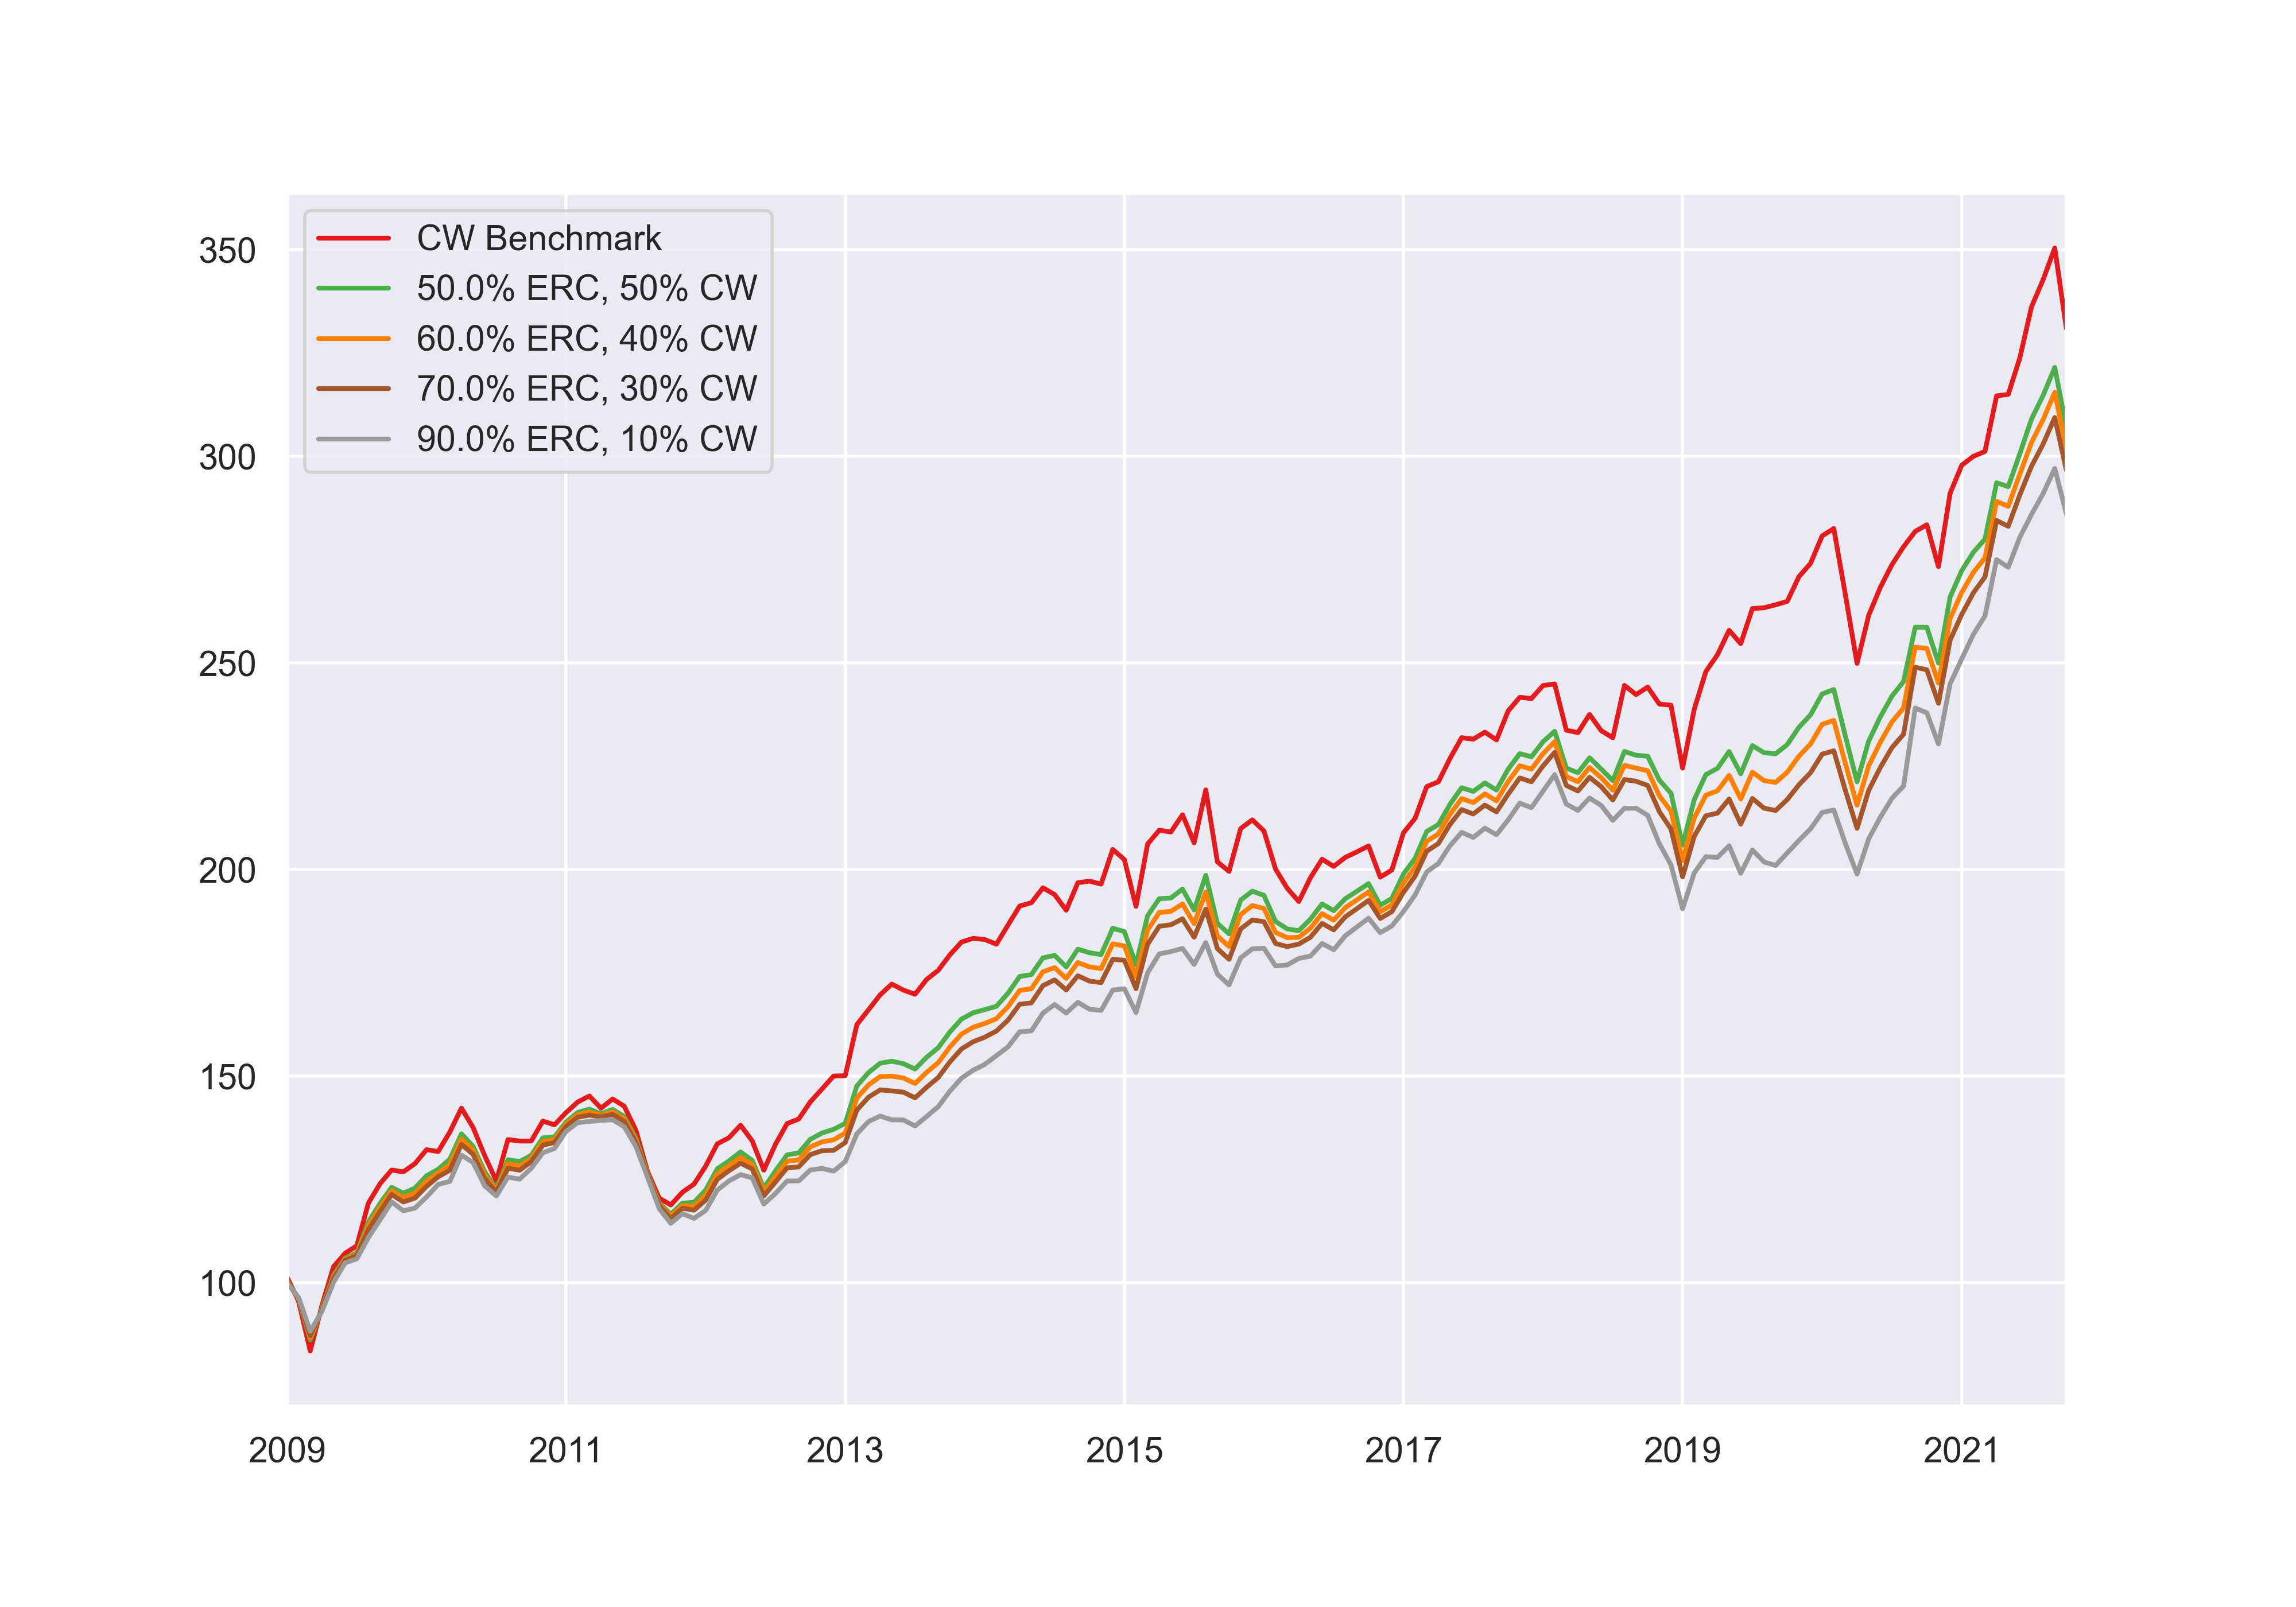 CW Benchmark
50.0% ERC, 50% CW
60.0% ERC, 40% CW
70.0% ERC, 30% CW
90.0% ERC, 10% CW
350
300
250
200
150
100
2009 2011 2013 2015 2017 2019 2021